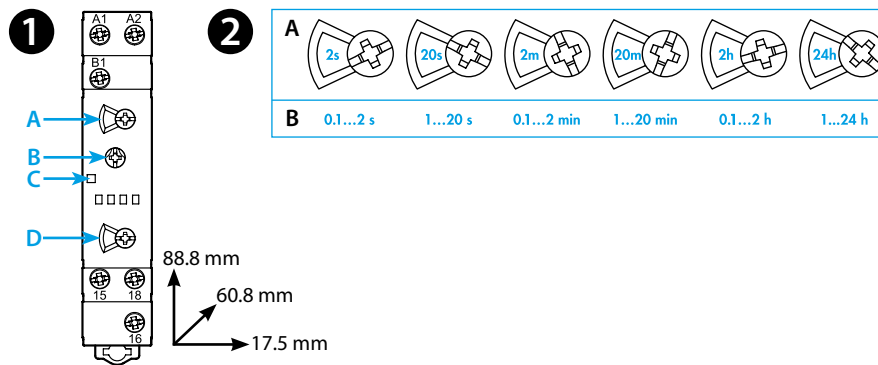 1
A1 A2
B1
A
B
C
D
15 18
16
88.8 mm
60.8 mm
17.5 mm
2
A 2s 20s 2m 20m 2h 24h
B 0.1...2 s 1...20 s 0.1...2 min 1...20 min 0.1...2 h 1...24 h